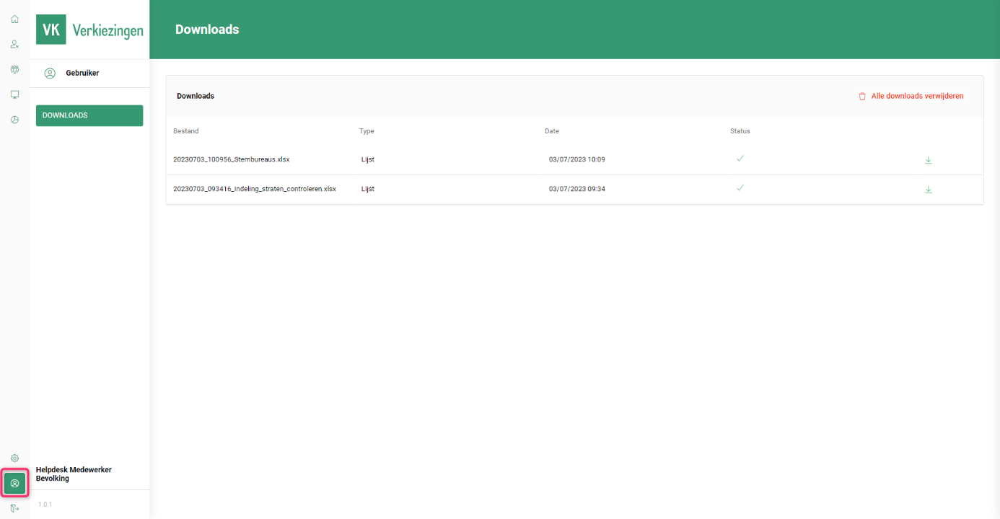 VK Verkiezingen
Downloads
Gebruiker
DOWNLOADS
Downloads
Alle downloads verwijderen
Bestand Type Date Status
20230703_100956_Stembureaus.xlsx Lijst 03/07/2023 10:09
20230703_093416_Indeling_straten_controleren.xlsx Lijst 03/07/2023 09:34
Helpdesk Medewerker
Bevolking
1.0.1